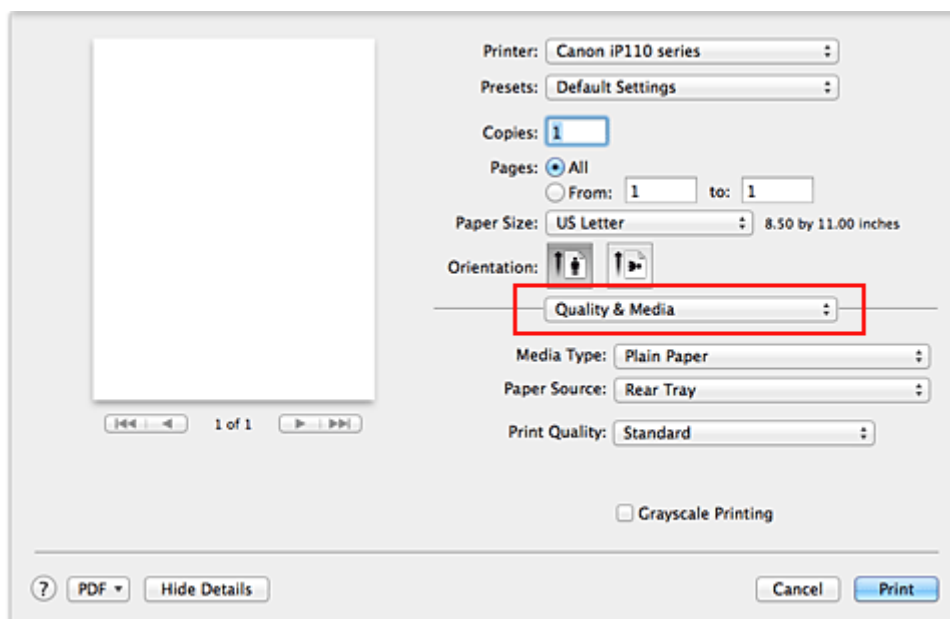 Printer: Canon iP110 series
Presets: Default Settings
Copies: 1
Pages: All
From: 1 to: 1
Paper Size: US Letter 8.50 by 11.00 inches
Orientation:
Quality & Media
Media Type: Plain Paper
Paper Source: Rear Tray
1 of 1
Print Quality: Standard
Grayscale Printing
? PDF Hide Details Cancel Print